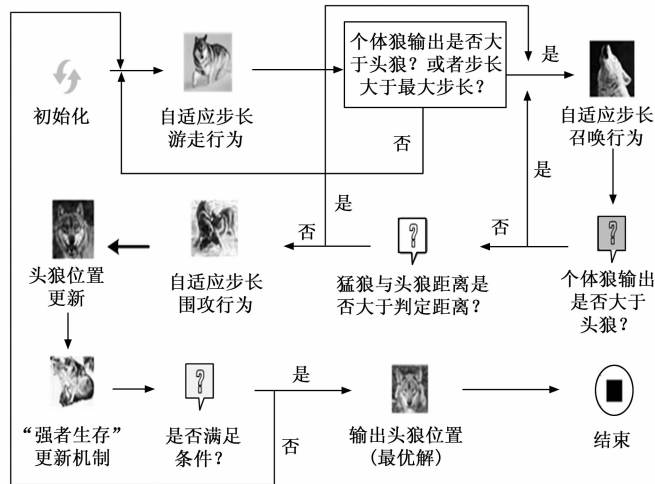 个体狼输出是否大
于头狼？或者步长
大于最大步长？
是
初始化
自适应步长
游走行为
否
自适应步长
召唤行为
是
是
否
否
?
?
头狼位置
更新
自适应步长
围攻行为
猛狼与头狼距离是
否大于判定距离？
个体狼输出
是否大于
头狼？
?
是
“强者生存”
更新机制
是否满足
条件？
否
输出头狼位置
(最优解)
结束